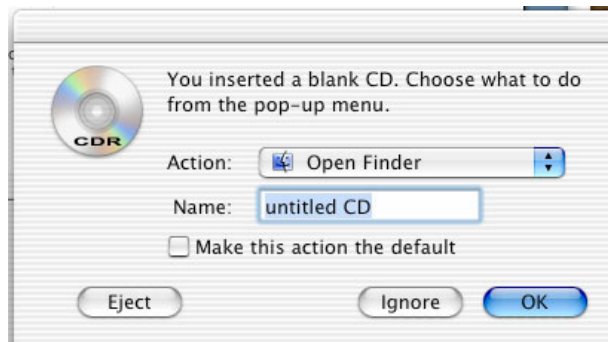 You inserted a blank CD. Choose what to do
from the pop-up menu.
CDR
Action: Open Finder
Name: untitled CD
Make this action the default
Eject Ignore OK